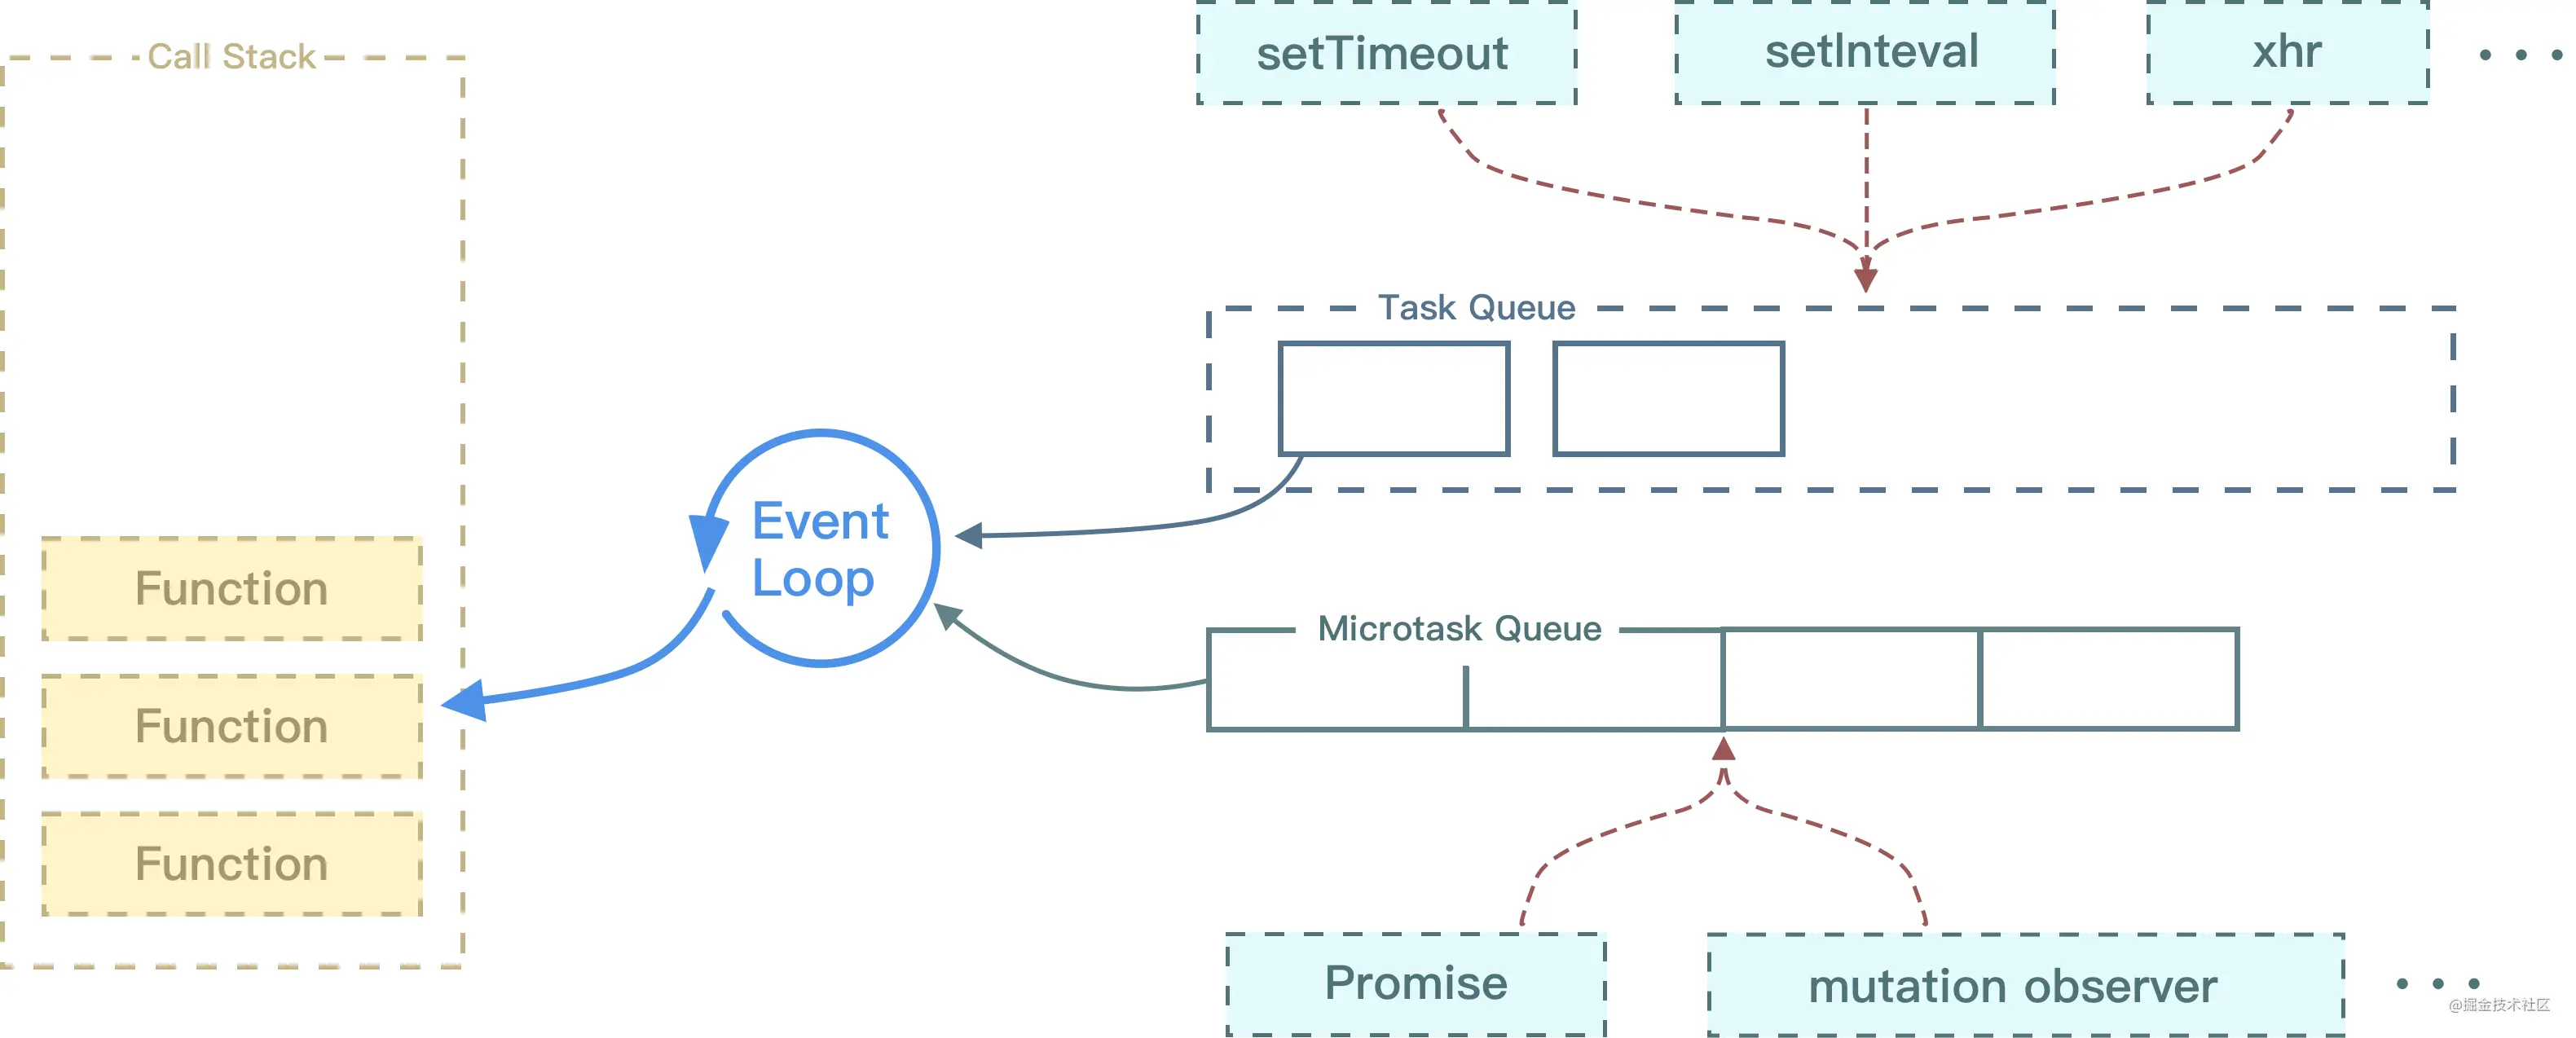 Call Stack
setTimeout
setInteval
xhr
Task Queue
Event
Loop
Function
Function
Function
Microtask Queue
Promise
mutation observer
@掘金技术社区